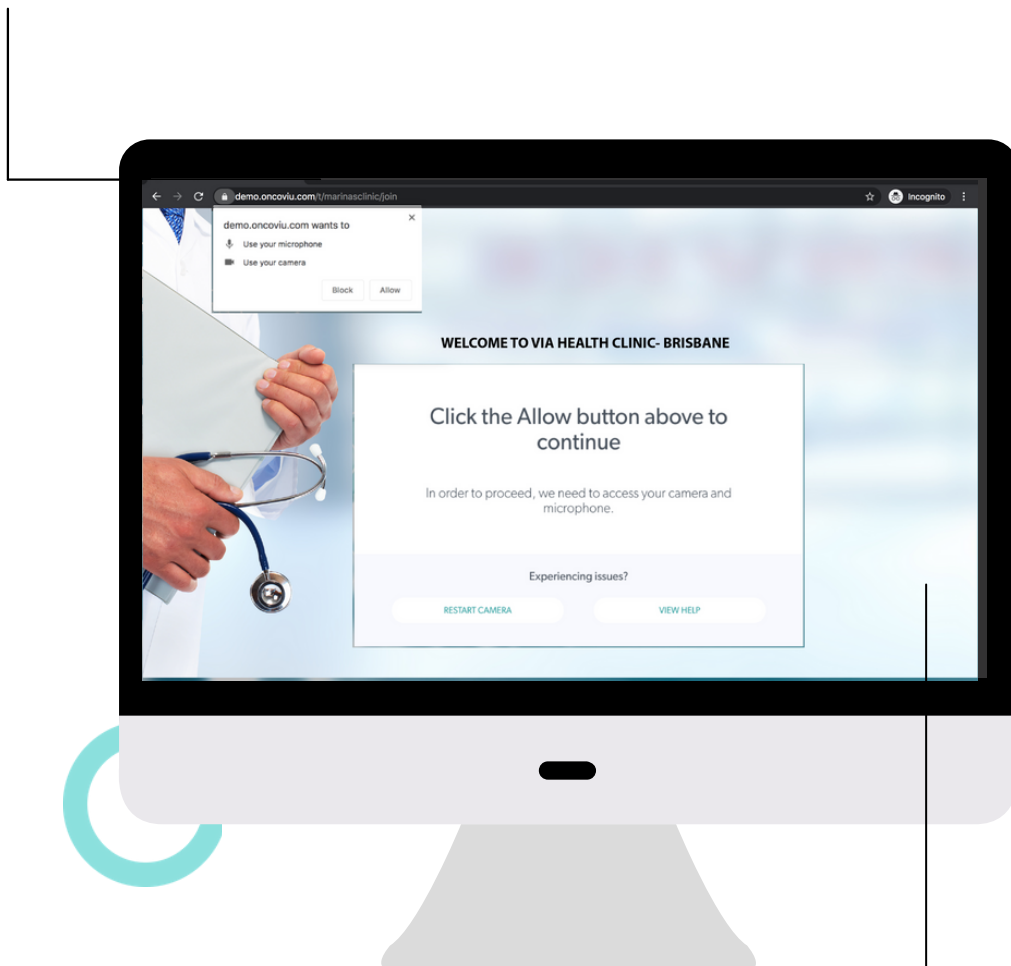 demo.oncoviu.com/t/marinasclinic/join
Incognito
demo.oncoviu.com wants to
Use your microphone
Use your camera
Block Allow
WELCOME TO VIA HEALTH CLINIC- BRISBANE
Click the Allow button above to
continue
In order to proceed, we need to access your camera and
microphone.
Experiencing issues?
RESTART CAMERA VIEW HELP